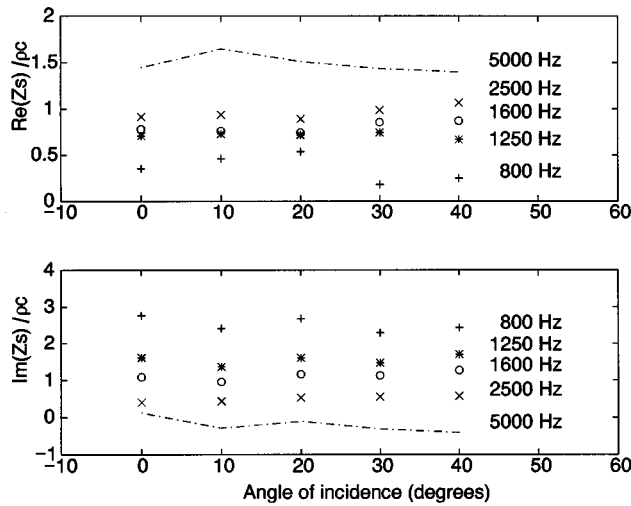 2
1.5
1
0.5
0
Re(Zs) /ρc
5000 Hz
2500 Hz
1600 Hz
1250 Hz
800 Hz
−10 0 10 20 30 40 50 60
4
3
2
1
0
−1
Im(Zs) /ρc
800 Hz
1250 Hz
1600 Hz
2500 Hz
5000 Hz
−10 0 10 20 30 40 50 60
Angle of incidence (degrees)